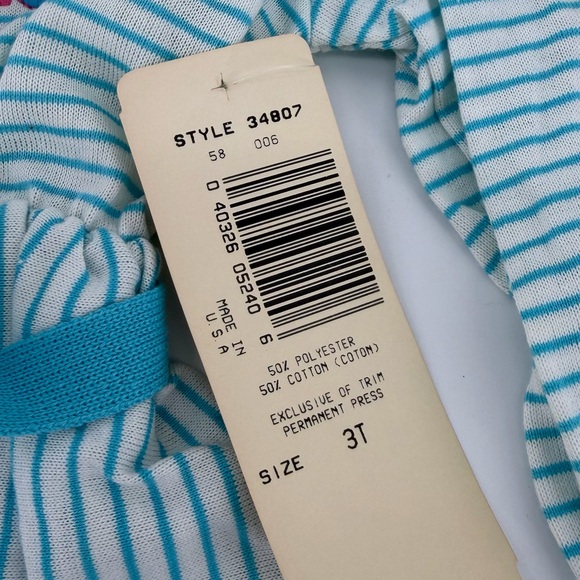 STYLE 34807
58 006
0 40326 05240 6
MADE IN
U.S.A
50% POLYESTER
50% COTTON (COTON)
EXCLUSIVE OF TRIM
PERMANENT PRESS
SIZE 3T